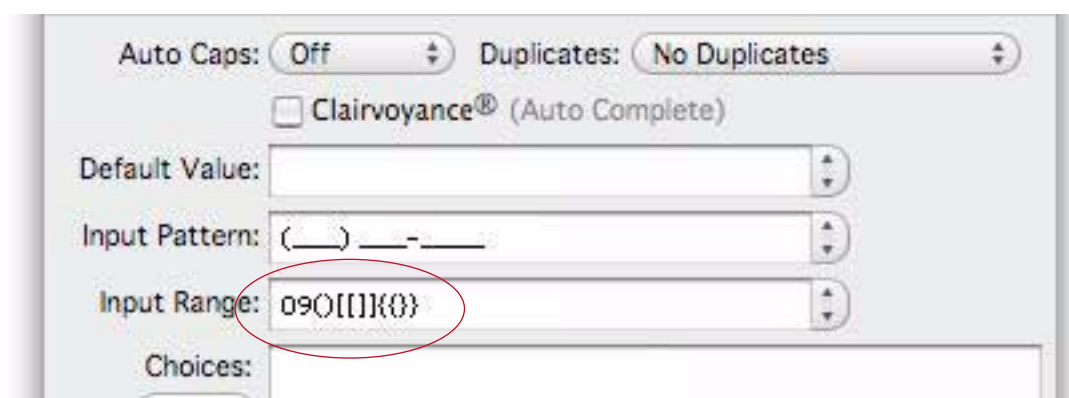 Auto Caps: Off Duplicates: No Duplicates
Clairvoyance® (Auto Complete)
Default Value:
Input Pattern: (___) ___-____
Input Range: 09()[[]]{{}}
Choices: